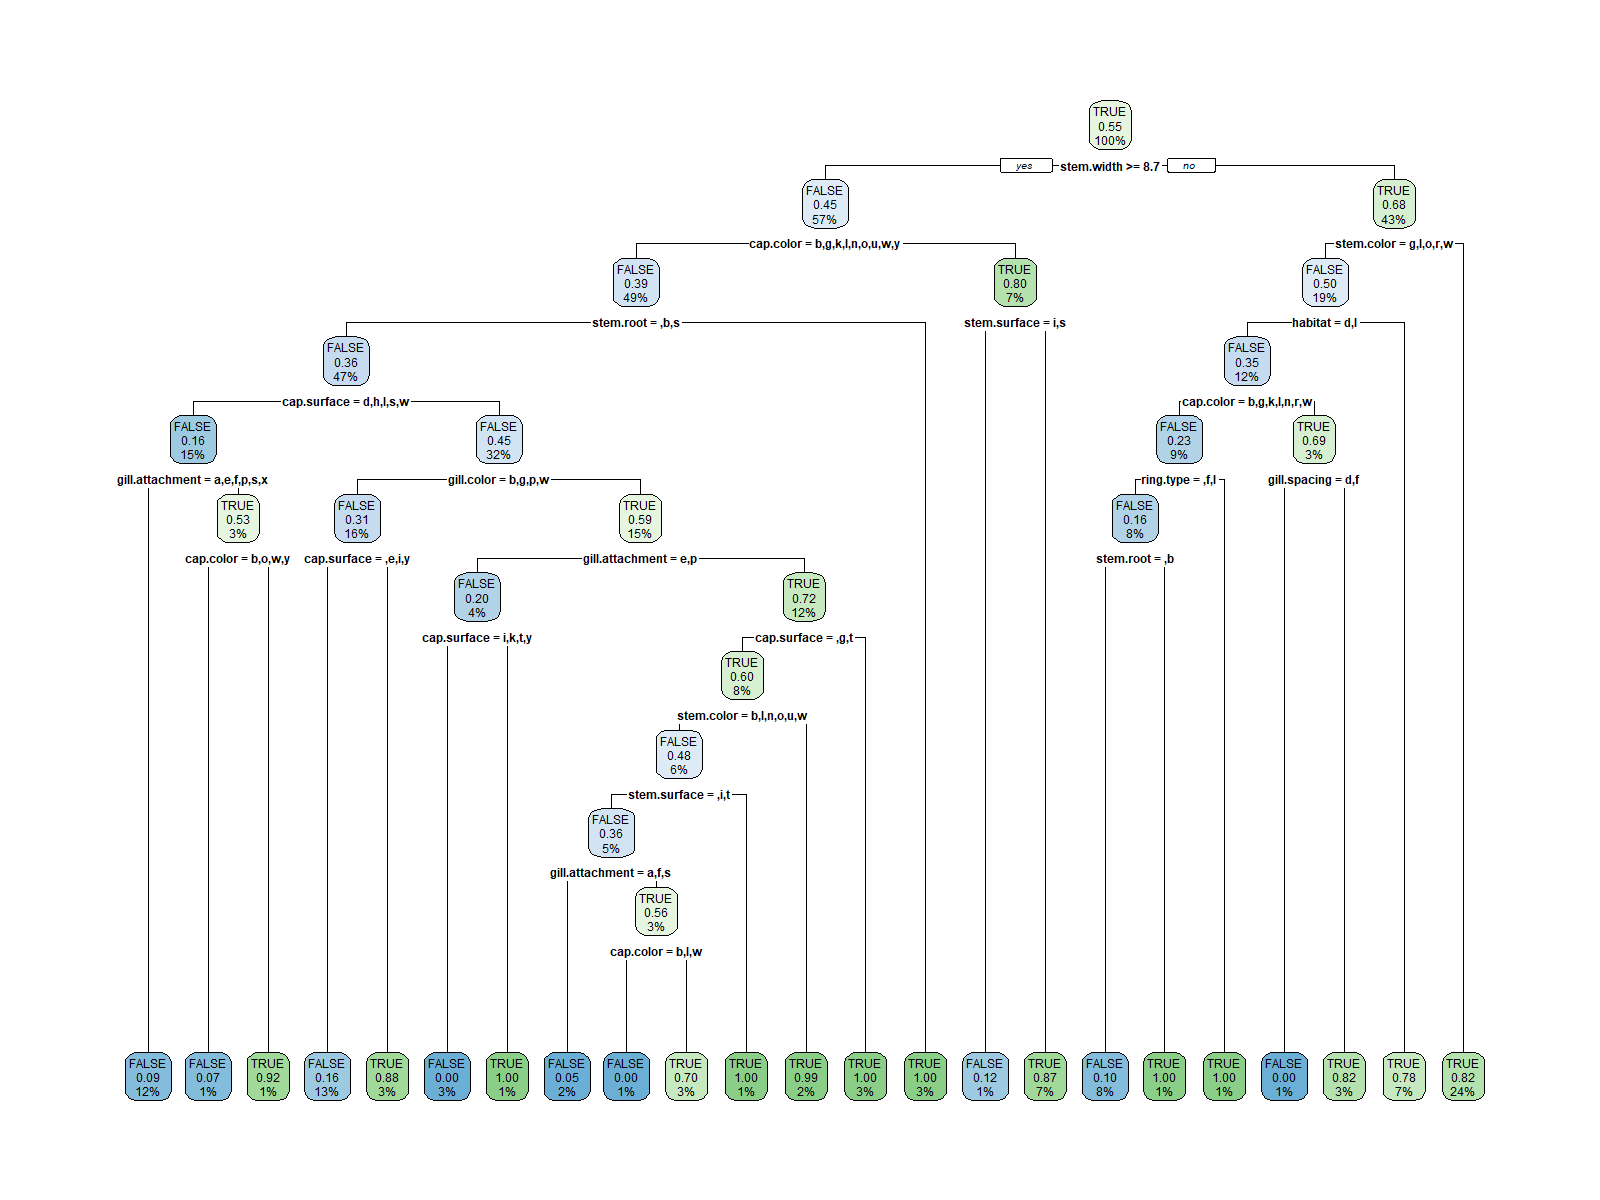 TRUE
0.55
100%
yes
stem.width >= 8.7
no
FALSE
0.45
57%
TRUE
0.68
43%
cap.color = b,g,k,l,n,o,u,w,y
stem.color = g,l,o,r,w
FALSE
0.39
49%
TRUE
0.80
7%
FALSE
0.50
19%
stem.root = ,b,s
stem.surface = i,s
habitat = d,l
FALSE
0.36
47%
FALSE
0.35
12%
cap.surface = d,h,l,s,w
cap.color = b,g,k,l,n,r,w
FALSE
0.16
15%
FALSE
0.45
32%
FALSE
0.23
9%
TRUE
0.69
3%
gill.attachment = a,e,f,p,s,x
gill.color = b,g,p,w
ring.type = ,f,l
gill.spacing = d,f
TRUE
0.53
3%
FALSE
0.31
16%
TRUE
0.59
15%
FALSE
0.16
8%
cap.color = b,o,w,y
cap.surface = ,e,i,y
gill.attachment = e,p
stem.root = ,b
FALSE
0.20
4%
TRUE
0.72
12%
cap.surface = i,k,t,y
cap.surface = ,g,t
TRUE
0.60
8%
stem.color = b,l,n,o,u,w
FALSE
0.48
6%
stem.surface = ,i,t
FALSE
0.36
5%
gill.attachment = a,f,s
TRUE
0.56
3%
cap.color = b,l,w
FALSE
0.09
12%
FALSE
0.07
1%
TRUE
0.92
1%
FALSE
0.16
13%
TRUE
0.88
3%
FALSE
0.00
3%
TRUE
1.00
1%
FALSE
0.05
2%
FALSE
0.00
1%
TRUE
0.70
3%
TRUE
1.00
1%
TRUE
0.99
2%
TRUE
1.00
3%
TRUE
1.00
3%
FALSE
0.12
1%
TRUE
0.87
7%
FALSE
0.10
8%
TRUE
1.00
1%
TRUE
1.00
1%
FALSE
0.00
1%
TRUE
0.82
3%
TRUE
0.78
7%
TRUE
0.82
24%